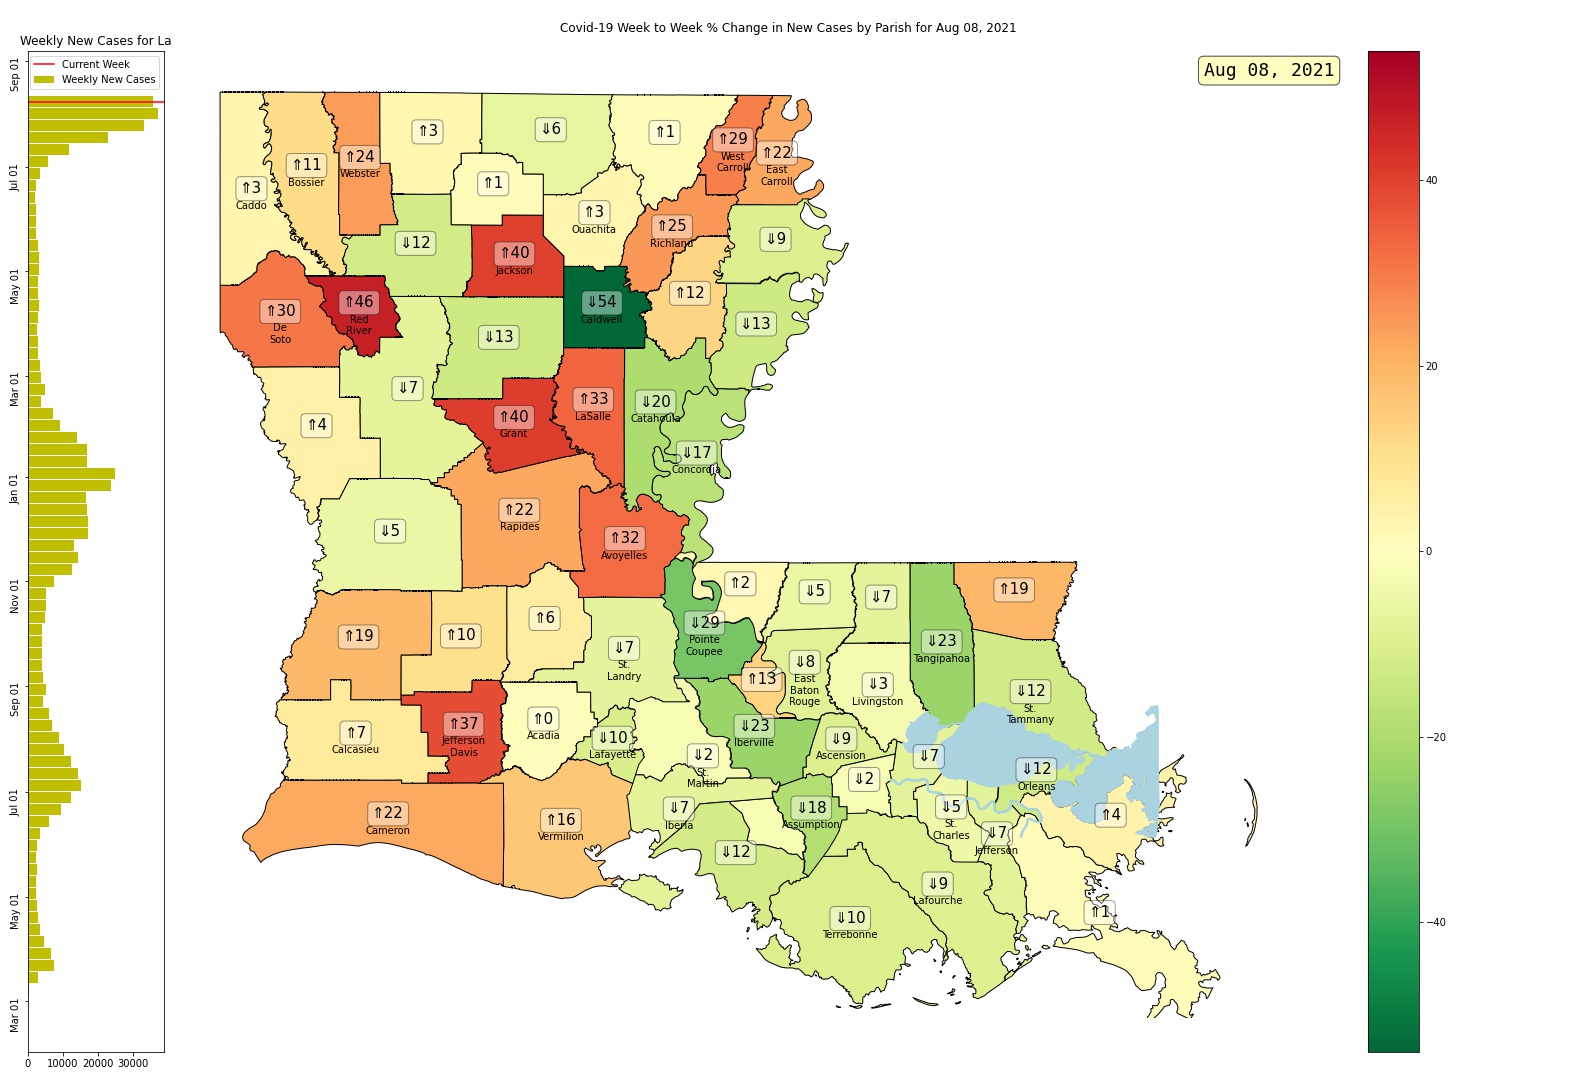 Covid-19 Week to Week % Change in New Cases by Parish for Aug 08, 2021
Weekly New Cases for La
Current Week
Weekly New Cases
Sep 01
Jul 01
May 01
Mar 01
Jan 01
Nov 01
Sep 01
Jul 01
May 01
Mar 01
0 10000 20000 30000
Aug 08, 2021
⇑3
Caddo
⇑11
Bossier
⇑24
Webster
⇑3
⇓6
⇑1
⇑29
West
Carroll
⇑22
East
Carroll
⇑1
⇑3
Ouachita
⇑25
Richland
⇓9
⇓12
⇑40
Jackson
⇑30
De
Soto
⇑46
Red
River
⇓54
Caldwell
⇑12
⇓13
⇓13
⇓7
⇑4
⇑40
Grant
⇑33
LaSalle
⇓20
Catahoula
⇓17
Concordia
⇓5
⇑22
Rapides
⇑32
Avoyelles
⇑19
⇑10
⇑6
⇓7
St.
Landry
⇓29
Pointe
Coupee
⇑2
⇓5
⇓7
⇓23
Tangipahoa
⇑19
⇓8
East
Baton
Rouge
⇑13
⇓3
Livingston
⇓12
St.
Tammany
⇑7
Calcasieu
⇑37
Jefferson
Davis
⇑0
Acadia
⇓10
Lafayette
⇓2
St.
Martin
⇓23
Iberville
⇓9
Ascension
⇓7
⇓12
Orleans
⇓2
⇑22
Cameron
⇑16
Vermilion
⇓7
Iberia
⇓18
Assumption
⇓5
St.
Charles
⇓7
Jefferson
⇑4
⇓12
⇓9
Lafourche
⇓10
Terrebonne
⇑1
40
20
0
−20
−40